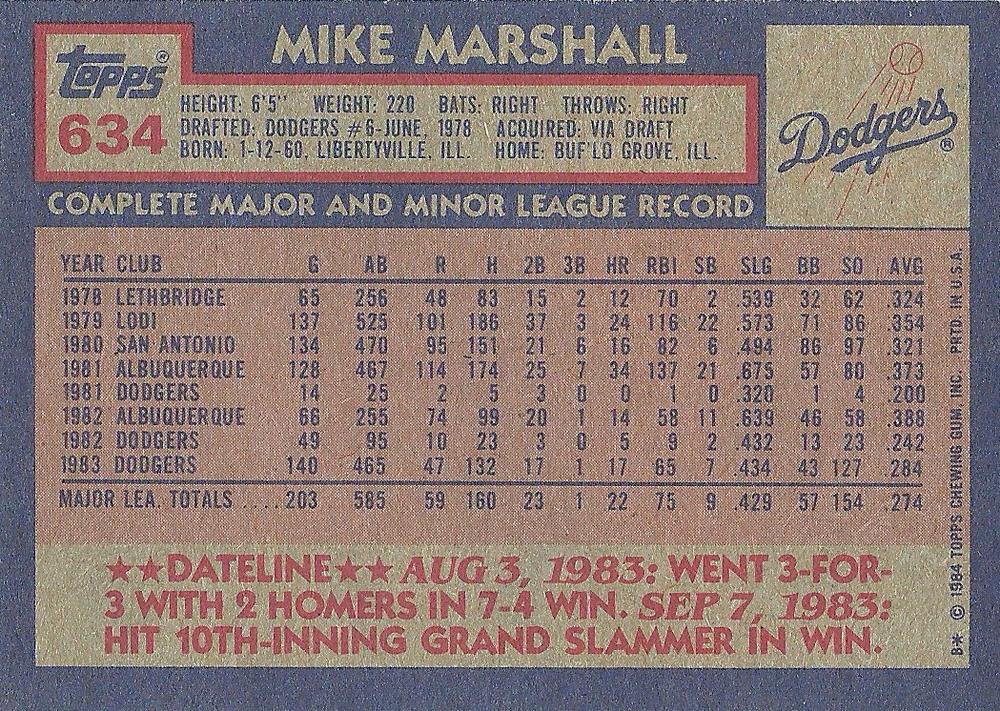 MIKE MARSHALL
TOPPS®
634
HEIGHT: 6'5" WEIGHT: 220 BATS: RIGHT THROWS: RIGHT
DRAFTED: DODGERS #6-JUNE, 1978 ACQUIRED: VIA DRAFT
BORN: 1-12-60, LIBERTYVILLE, ILL. HOME: BUF'LO GROVE, ILL.
Dodgers®
COMPLETE MAJOR AND MINOR LEAGUE RECORD
YEAR CLUB G AB R H 2B 3B HR RBI SB SLG BB SO AVG
1978 LETHBRIDGE 65 256 48 83 15 2 12 70 2 .539 32 62 .324
1979 LODI 137 525 101 186 37 3 24 116 22 .573 71 86 .354
1980 SAN ANTONIO 134 470 95 151 21 6 16 82 6 .494 86 97 .321
1981 ALBUQUERQUE 128 467 114 174 25 7 34 137 21 .675 57 80 .373
1981 DODGERS 14 25 2 5 3 0 0 1 0 .320 1 4 .200
1982 ALBUQUERQUE 66 255 74 99 20 1 14 58 11 .639 46 58 .388
1982 DODGERS 49 95 10 23 3 0 5 9 2 .432 13 23 .242
1983 DODGERS 140 465 47 132 17 1 17 65 7 .434 43 127 .284
MAJOR LEA. TOTALS .... 203 585 59 160 23 1 22 75 9 .429 57 154 .274
★★DATELINE★★ AUG 3, 1983: WENT 3-FOR-
3 WITH 2 HOMERS IN 7-4 WIN. SEP 7, 1983:
HIT 10TH-INNING GRAND SLAMMER IN WIN.
B* © 1984 TOPPS CHEWING GUM, INC. PRTD. IN U.S.A.